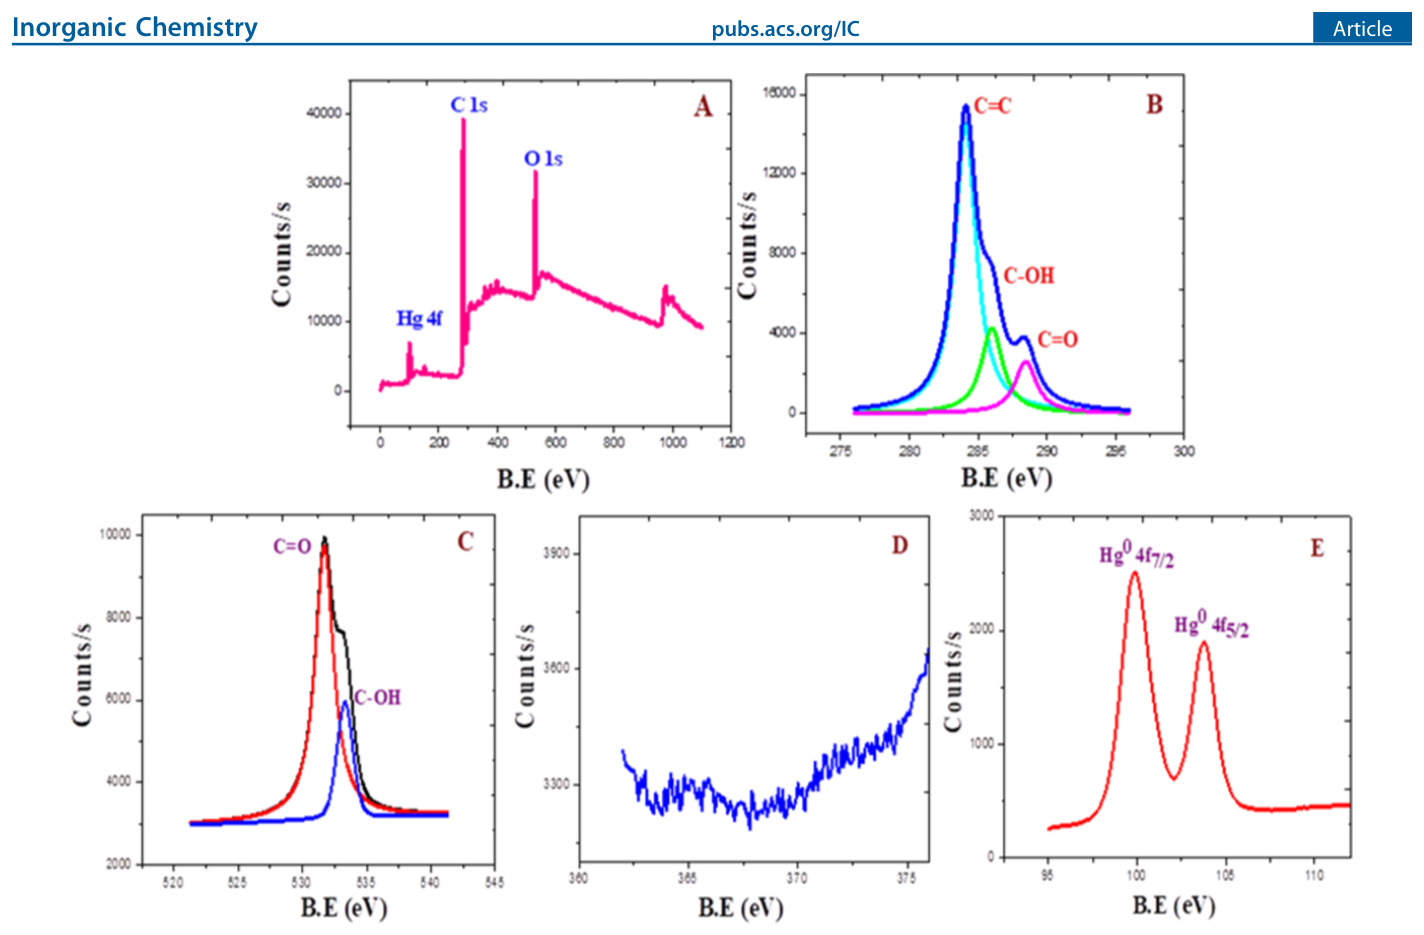 Inorganic Chemistry
pubs.acs.org/IC
Article
A
C 1s
O 1s
Hg 4f
40000
30000
20000
10000
0
Counts/s
0 200 400 600 800 1000 1200
B.E (eV)
B
C=C
C-OH
C=O
16000
12000
8000
4000
0
Counts/s
275 280 285 290 295 300
B.E (eV)
C
C=O
C-OH
10000
8000
6000
4000
2000
Counts/s
520 525 530 535 540 545
B.E (eV)
D
3900
3600
3300
Counts/s
360 365 370 375
B.E (eV)
E
Hg0 4f7/2
Hg0 4f5/2
3000
2000
1000
0
Counts/s
95 100 105 110
B.E (eV)